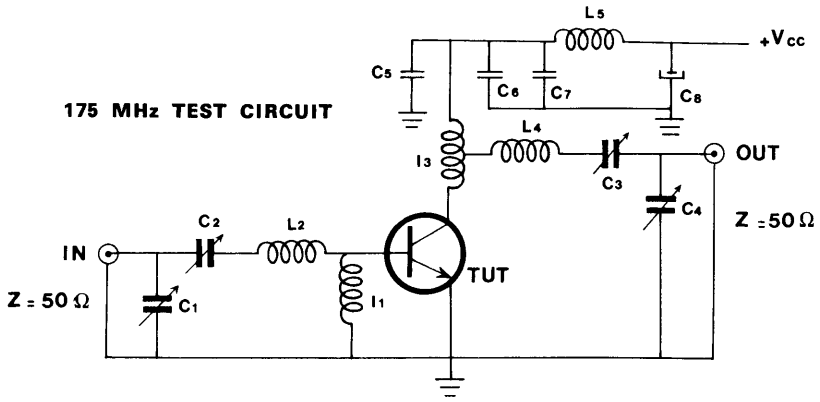 L5
+Vcc
C5
C6
C7
C8
175 MHz TEST CIRCUIT
L4
l3
C3
OUT
C2
L2
C4
Z = 50 Ω
IN
TUT
Z = 50 Ω
C1
l1